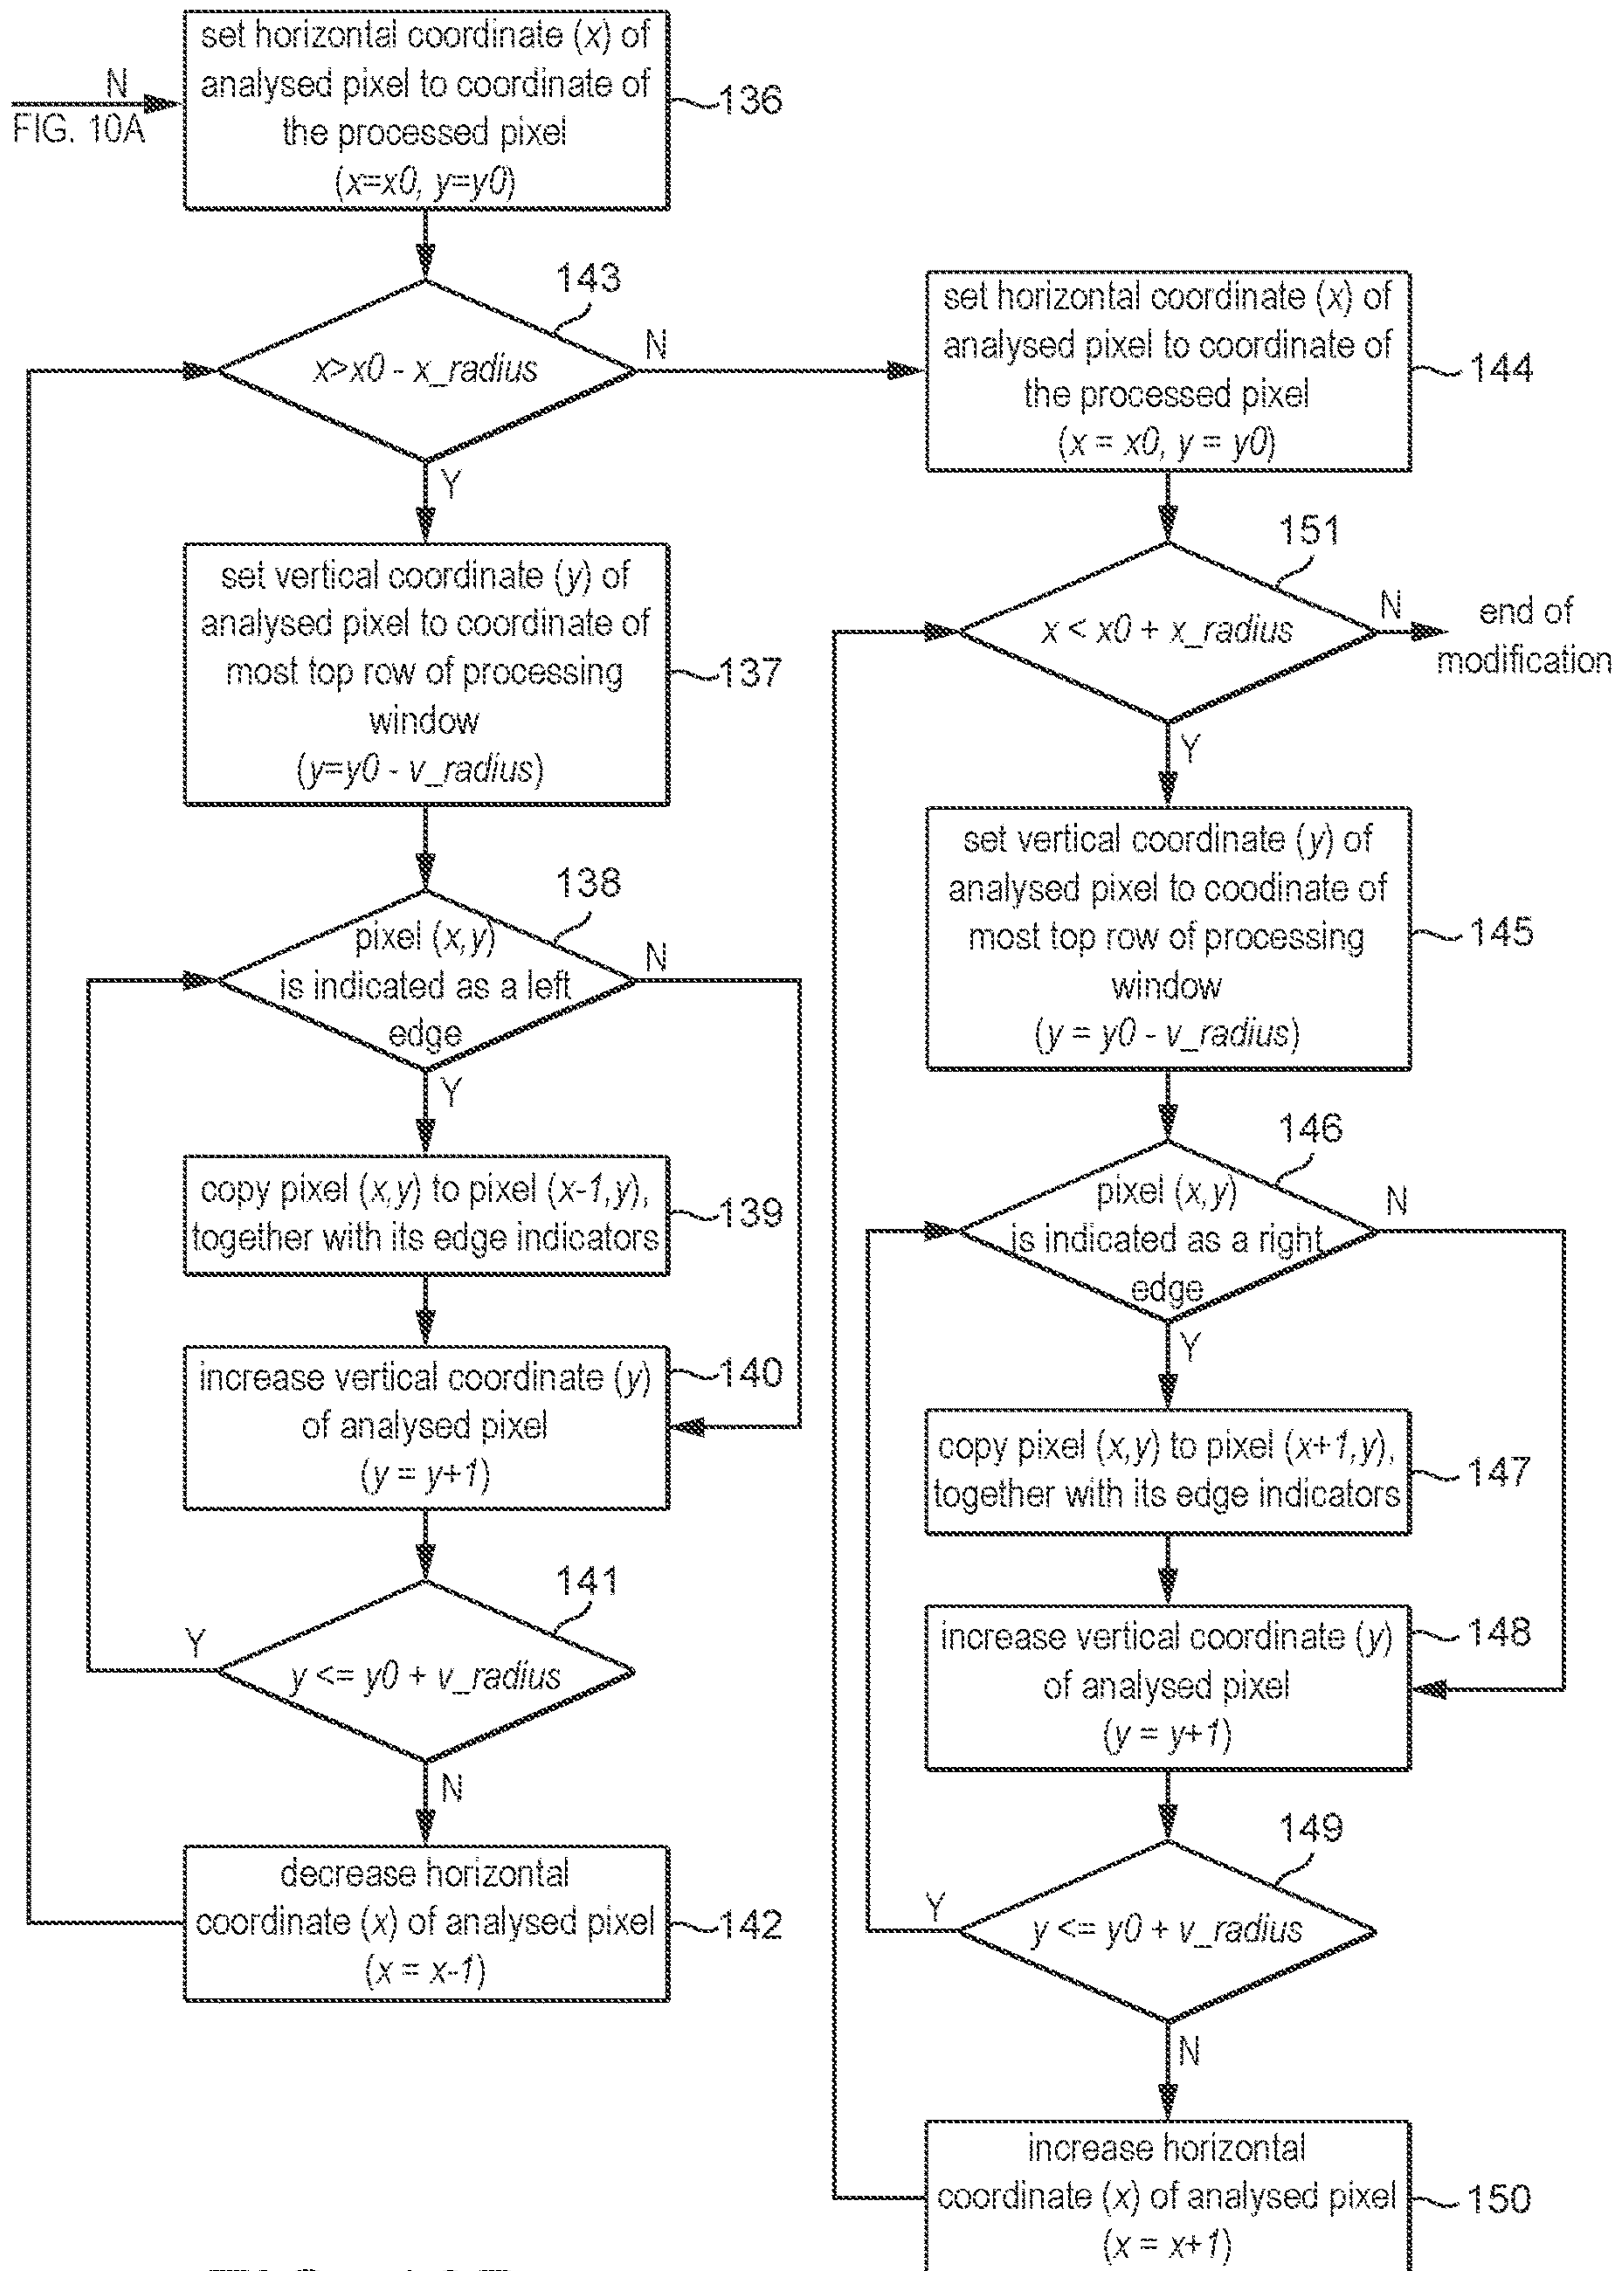 N
FIG. 10A
set horizontal coordinate (x) of
analysed pixel to coordinate of
the processed pixel
(x=x0, y=y0)
136
143
x>x0 - x_radius
N
Y
set vertical coordinate (y) of
analysed pixel to coordinate of
most top row of processing
window
(y=y0 - v_radius)
137
138
pixel (x,y)
is indicated as a left
edge
N
Y
copy pixel (x,y) to pixel (x-1,y),
together with its edge indicators
139
increase vertical coordinate (y)
of analysed pixel
(y = y+1)
140
141
y <= y0 + v_radius
Y
N
decrease horizontal
coordinate (x) of analysed pixel
(x = x-1)
142
set horizontal coordinate (x) of
analysed pixel to coordinate of
the processed pixel
(x = x0, y = y0)
144
151
x < x0 + x_radius
N
end of
modification
Y
set vertical coordinate (y) of
analysed pixel to coodinate of
most top row of processing
window
(y = y0 - v_radius)
145
146
pixel (x,y)
is indicated as a right
edge
N
Y
copy pixel (x,y) to pixel (x+1,y),
together with its edge indicators
147
increase vertical coordinate (y)
of analysed pixel
(y = y+1)
148
149
y <= y0 + v_radius
Y
N
increase horizontal
coordinate (x) of analysed pixel
(x = x+1)
150